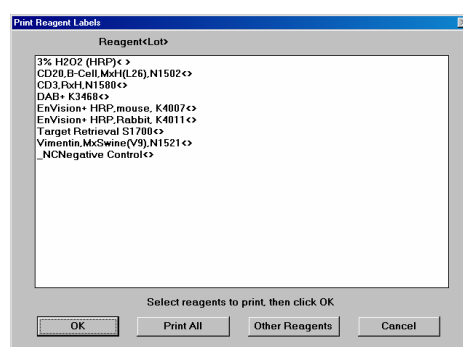 Print Reagent Labels
Reagent<Lot>
3% H2O2 (HRP)< >
CD20,B-Cell,MxH(L26),N1502<>
CD3,RxH,N1580<>
DAB+ K3468<>
EnVision+ HRP,mouse, K4007<>
EnVision+ HRP,Rabbit, K4011<>
Target Retrieval S1700<>
Vimentin,MxSwine(V9),N1521<>
_NCNegative Control<>
Select reagents to print, then click OK
OK Print All Other Reagents Cancel